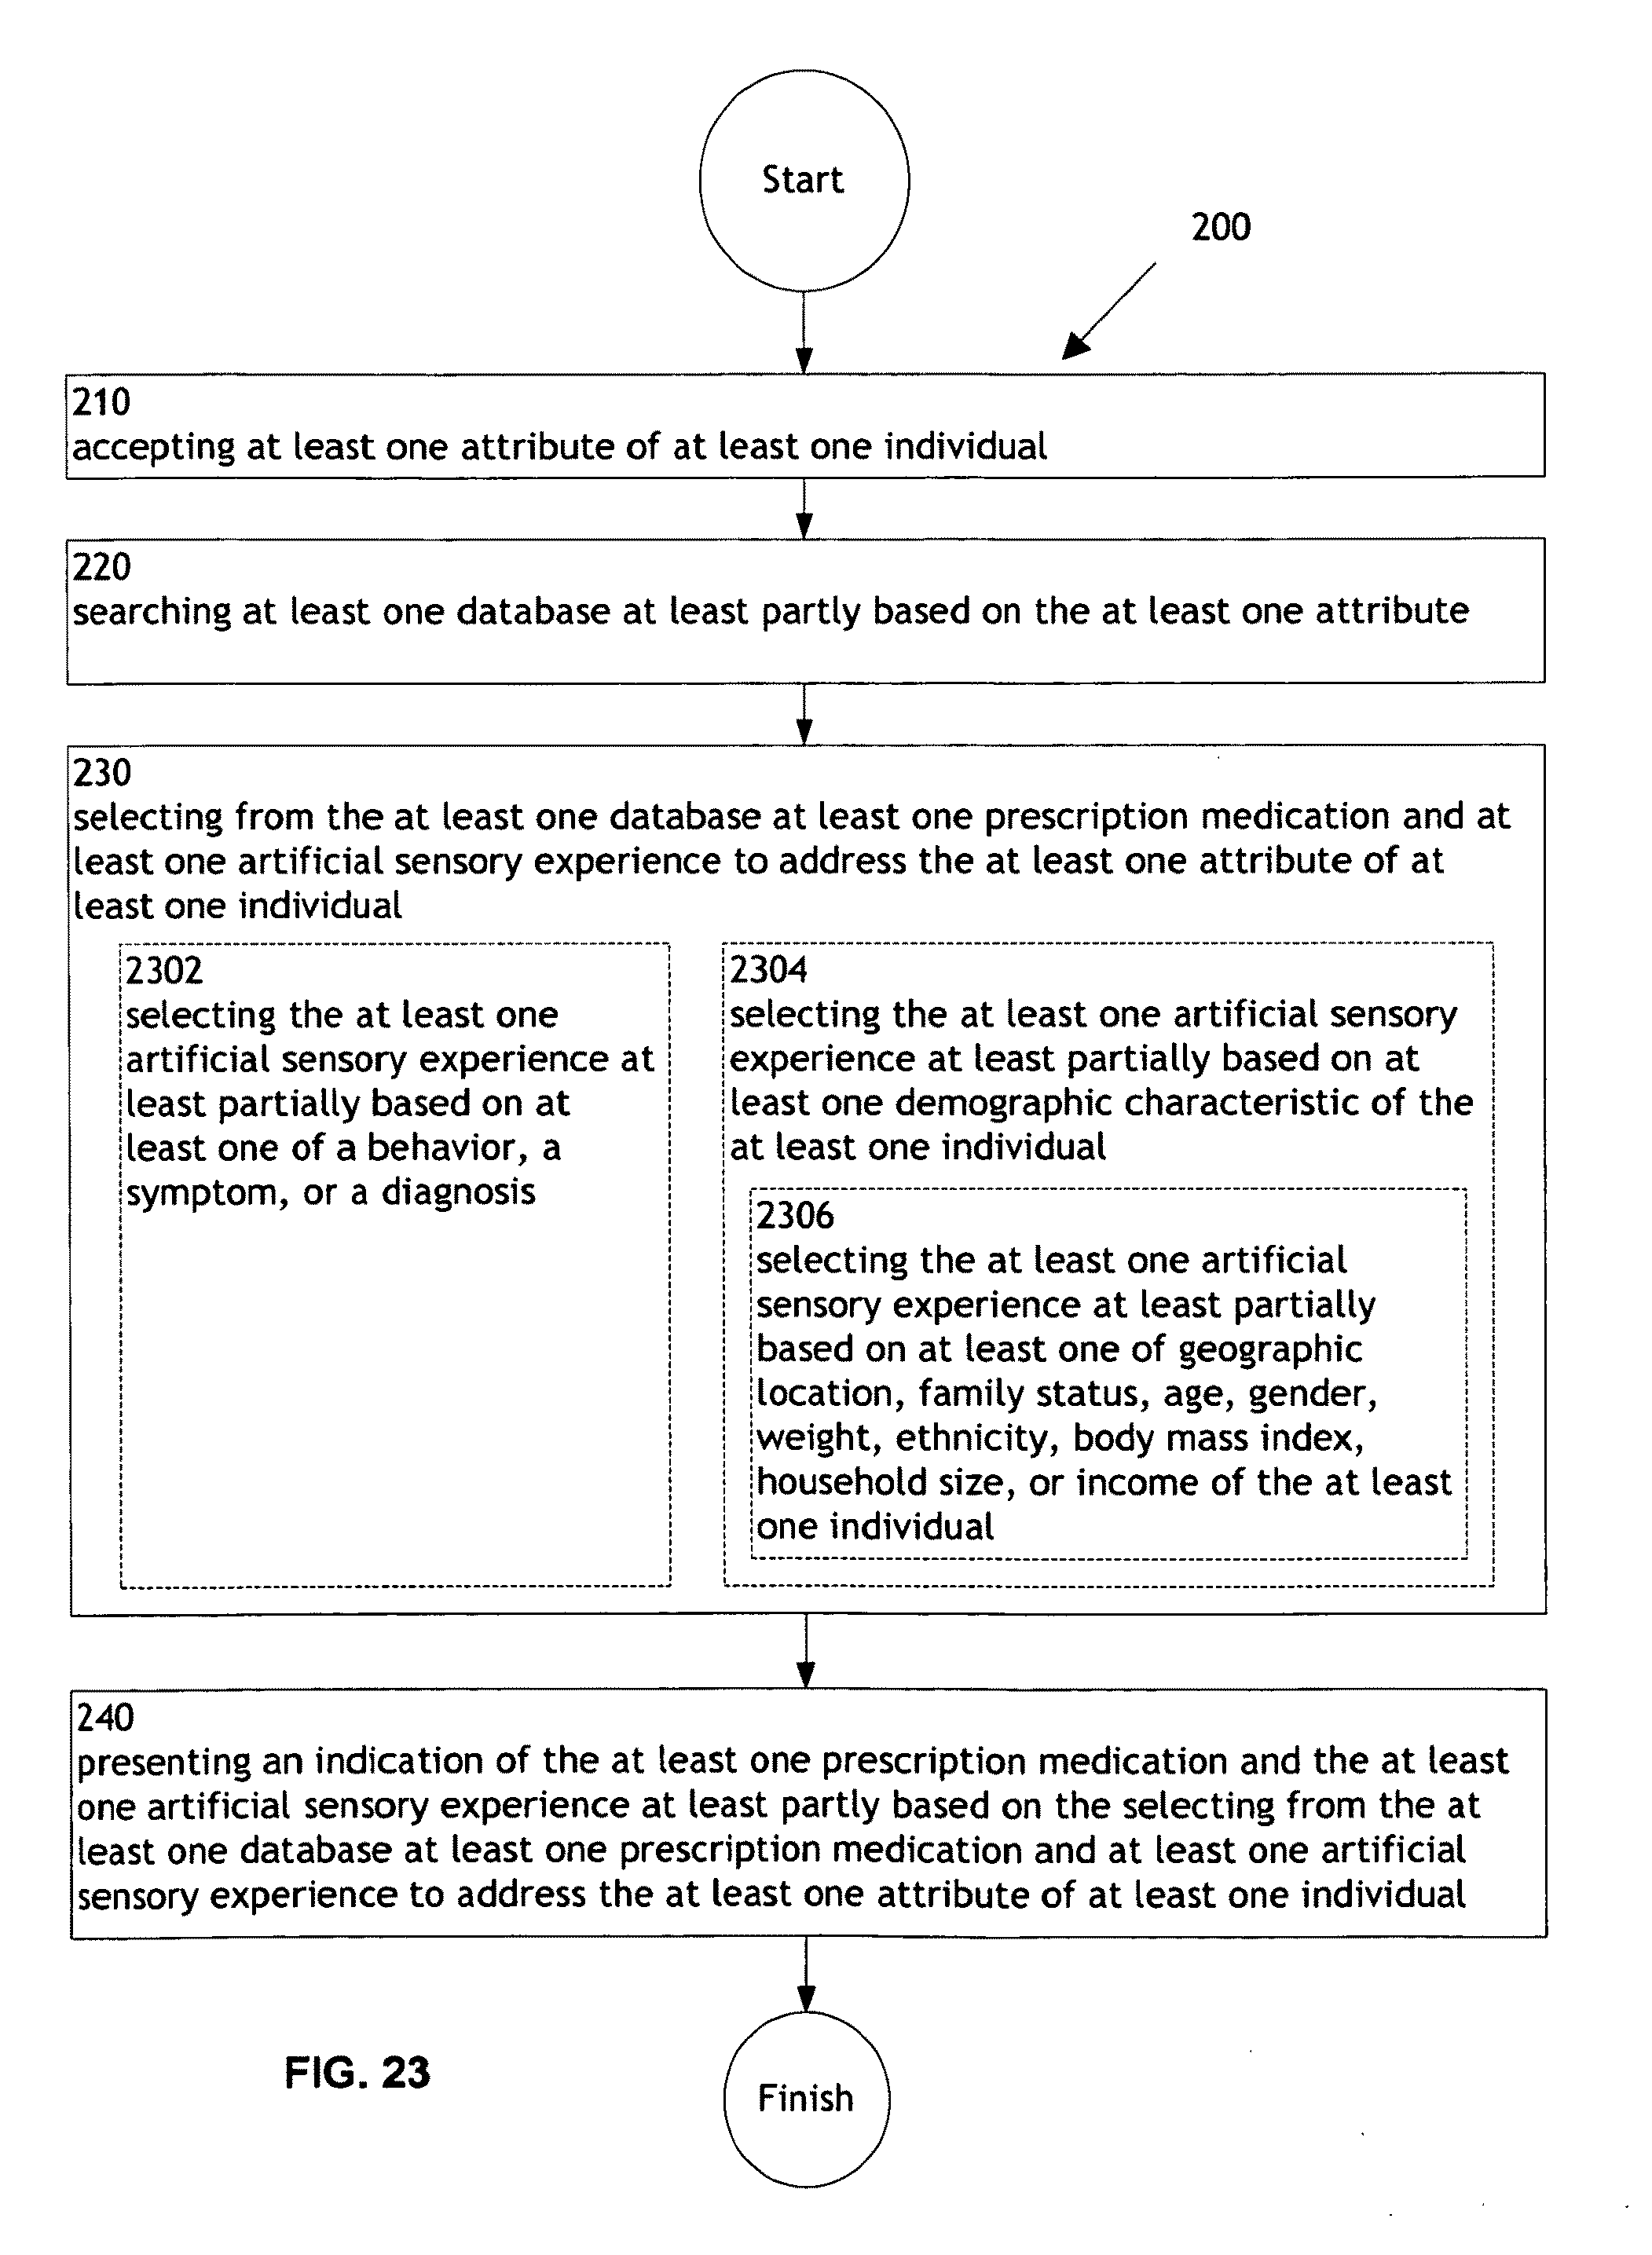 Start
200
210
accepting at least one attribute of at least one individual
220
searching at least one database at least partly based on the at least one attribute
230
selecting from the at least one database at least one prescription medication and at
least one artificial sensory experience to address the at least one attribute of at
least one individual
2302
selecting the at least one
artificial sensory experience at
least partially based on at
least one of a behavior, a
symptom, or a diagnosis
2304
selecting the at least one artificial sensory
experience at least partially based on at
least one demographic characteristic of the
at least one individual
2306
selecting the at least one artificial
sensory experience at least partially
based on at least one of geographic
location, family status, age, gender,
weight, ethnicity, body mass index,
household size, or income of the at least
one individual
240
presenting an indication of the at least one prescription medication and the at least
one artificial sensory experience at least partly based on the selecting from the at
least one database at least one prescription medication and at least one artificial
sensory experience to address the at least one attribute of at least one individual
FIG. 23
Finish